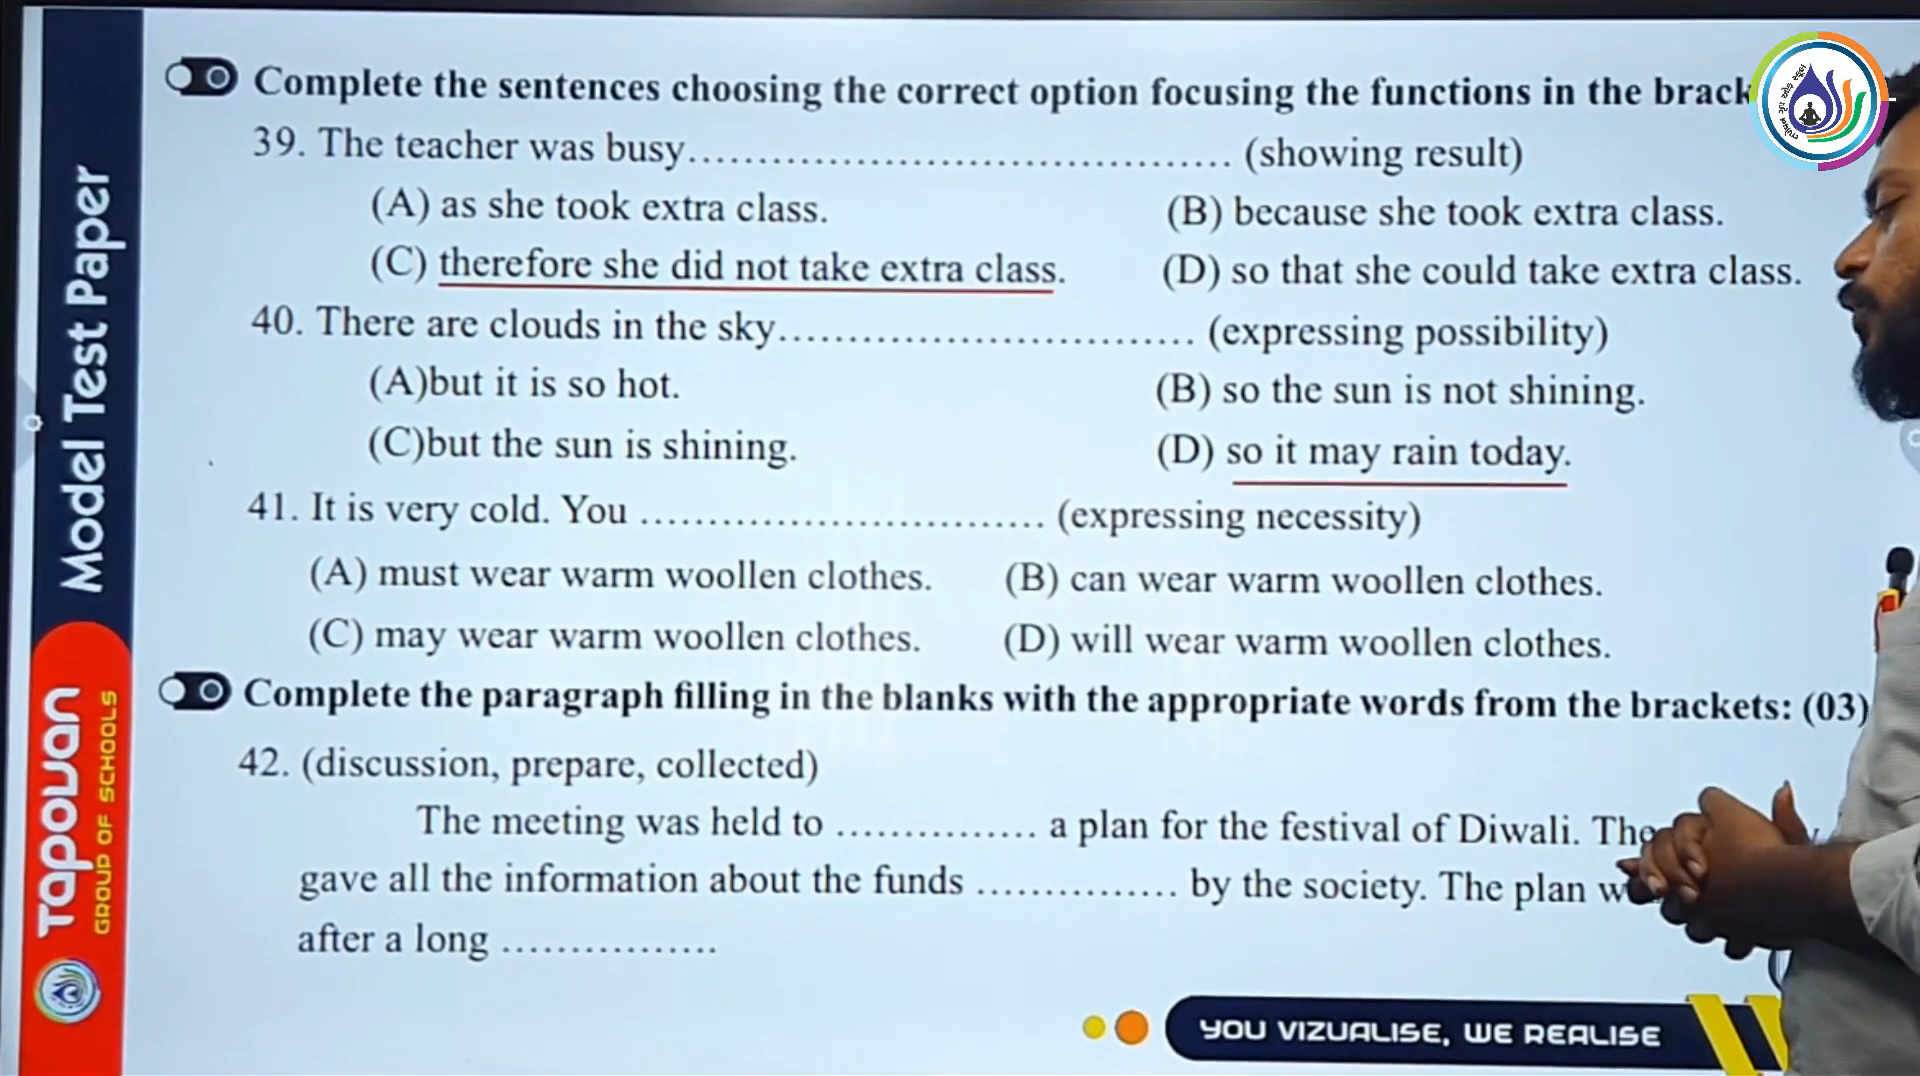 Complete the sentences choosing the correct option focusing the functions in the
39. The teacher was busy................................................ (showing result)
(A) as she took extra class. (B) because she took extra class.
(C) therefore she did not take extra class. (D) so that she could take extra class.
40. There are clouds in the sky.............................. (expressing possibility)
(A)but it is so hot. (B) so the sun is not shining.
(C)but the sun is shining. (D) so it may rain today.
41. It is very cold. You .............................. (expressing necessity)
(A) must wear warm woollen clothes. (B) can wear warm woollen clothes.
(C) may wear warm woollen clothes. (D) will wear warm woollen clothes.
Complete the paragraph filling in the blanks with the appropriate words from the brackets: (03)
42. (discussion, prepare, collected)
The meeting was held to ............... a plan for the festival of Diwali.
gave all the information about the funds ............... by the society. The plan
after a long ................
YOU VIZUALISE, WE REALISE
Model Test Paper
Tapovan
GROUP OF SCHOOLS